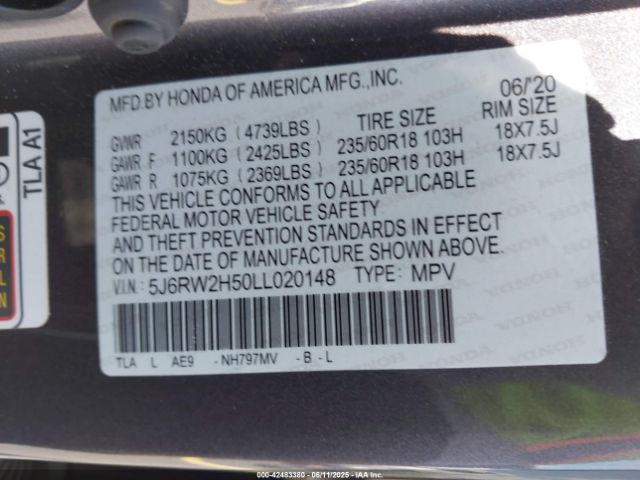 MFD.BY HONDA OF AMERICA MFG.,INC. 06/'20
TIRE SIZE RIM SIZE
GVWR 2150KG (4739LBS)
GAWR F 1100KG (2425LBS) 235/60R18 103H 18X7.5J
GAWR R 1075KG (2369LBS) 235/60R18 103H 18X7.5J
THIS VEHICLE CONFORMS TO ALL APPLICABLE
FEDERAL MOTOR VEHICLE SAFETY
AND THEFT PREVENTION STANDARDS IN EFFECT
ON THE DATE OF MANUFACTURE SHOWN ABOVE.
V.I.N.: 5J6RW2H50LL020148 TYPE: MPV
TLA L AE9 -NH797MV -B -L
TLA A1
000-42483380 - 06/11/2025 - IAA Inc.